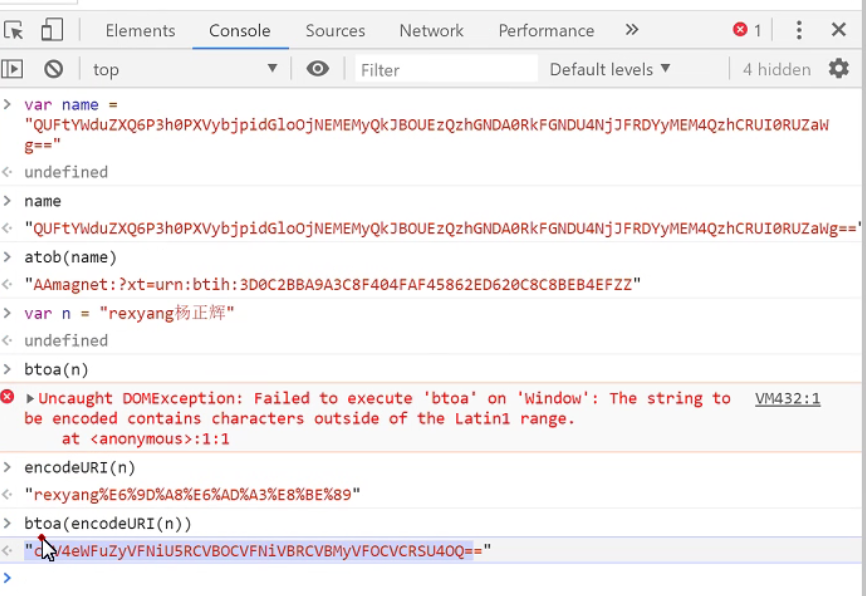 Elements Console Sources Network Performance » 1
top Filter Default levels ▼ 4 hidden
> var name =
"QUFtYWduZXQ6P3h0PXVybjpidGloOjNEMEMyQkJBOUEzQzhGNDA0RkFGNDU4NjJFRDYyMEM4QzhCRUI0RUZaW
g=="
undefined
> name
"QUFtYWduZXQ6P3h0PXVybjpidGloOjNEMEMyQkJBOUEzQzhGNDA0RkFGNDU4NjJFRDYyMEM4QzhCRUI0RUZaWg=="
> atob(name)
"AAmagnet:?xt=urn:btih:3D0C2BBA9A3C8F404FAF45862ED620C8C8BEB4EFZZ"
> var n = "rexyang杨正辉"
undefined
> btoa(n)
Uncaught DOMException: Failed to execute 'btoa' on 'Window': The string to VM432:1
be encoded contains characters outside of the Latin1 range.
at <anonymous>:1:1
> encodeURI(n)
"rexyang%E6%9D%A8%E6%AD%A3%E8%BE%89"
> btoa(encodeURI(n))
>